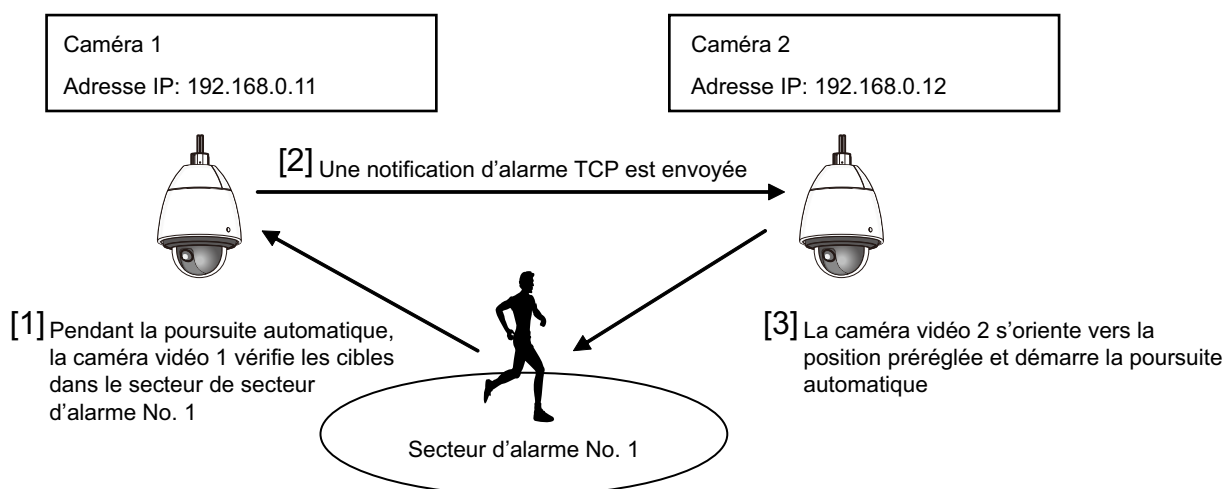 Caméra 1
Adresse IP: 192.168.0.11
Caméra 2
Adresse IP: 192.168.0.12
[2] Une notification d'alarme TCP est envoyée
[1] Pendant la poursuite automatique,
la caméra vidéo 1 vérifie les cibles
dans le secteur de secteur
d'alarme No. 1
[3] La caméra vidéo 2 s'oriente vers la
position préréglée et démarre la poursuite
automatique
Secteur d'alarme No. 1